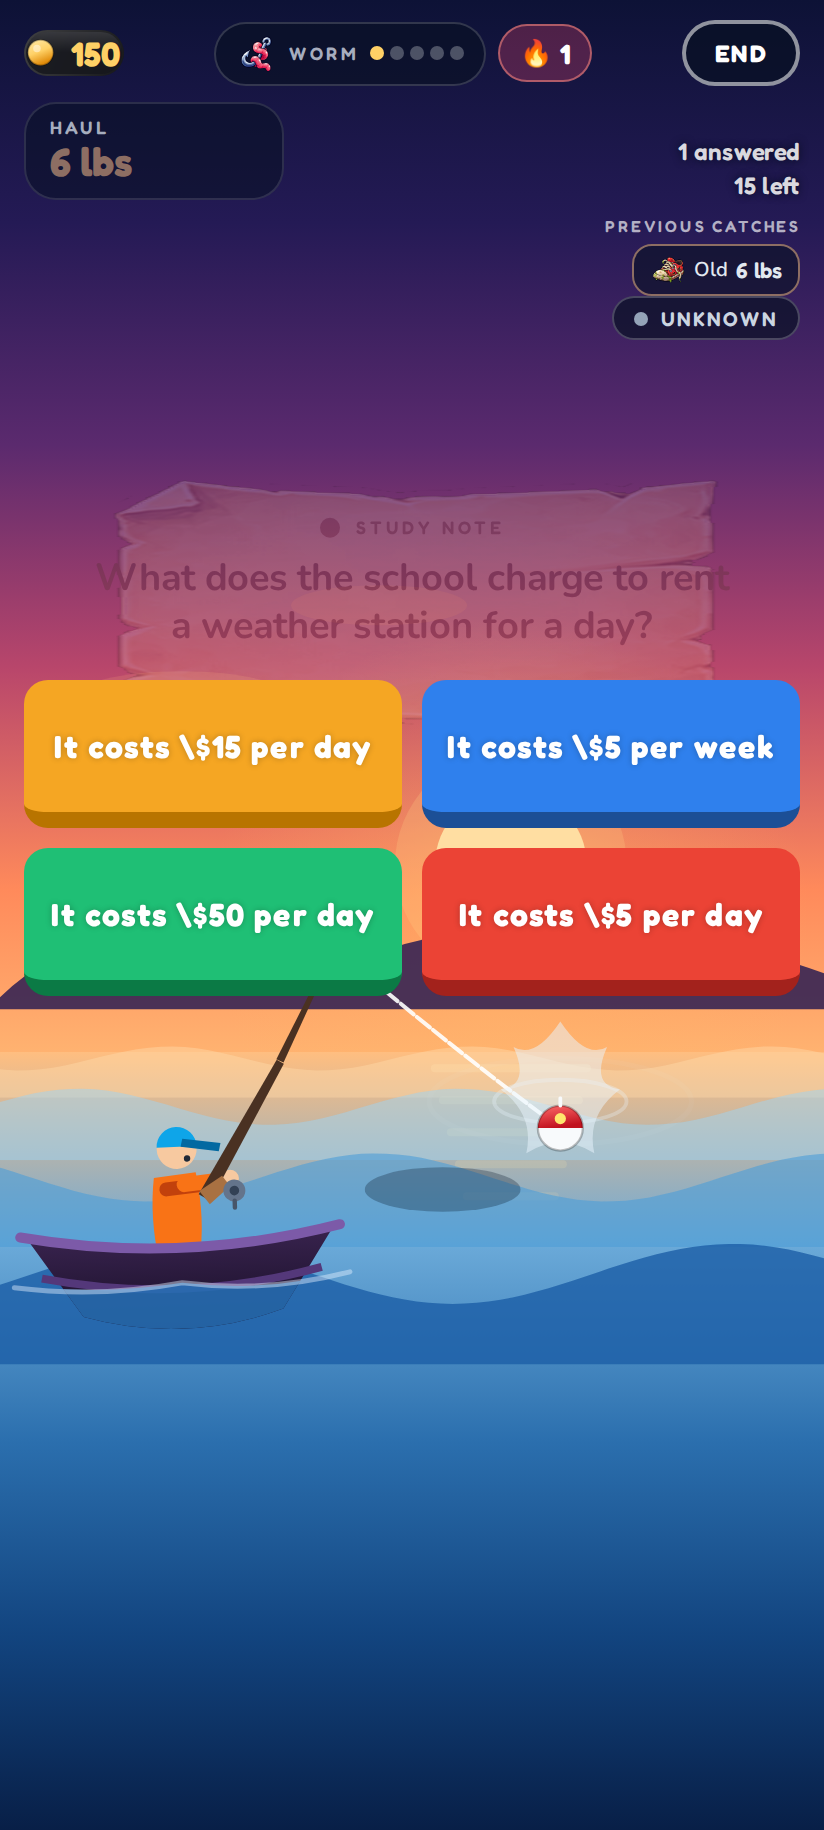 150
WORM
1
END
HAUL
6 lbs
1 answered
15 left
PREVIOUS CATCHES
Old 6 lbs
UNKNOWN
STUDY NOTE
What does the school charge to rent
a weather station for a day?
It costs \$15 per day
It costs \$5 per week
It costs \$50 per day
It costs \$5 per day